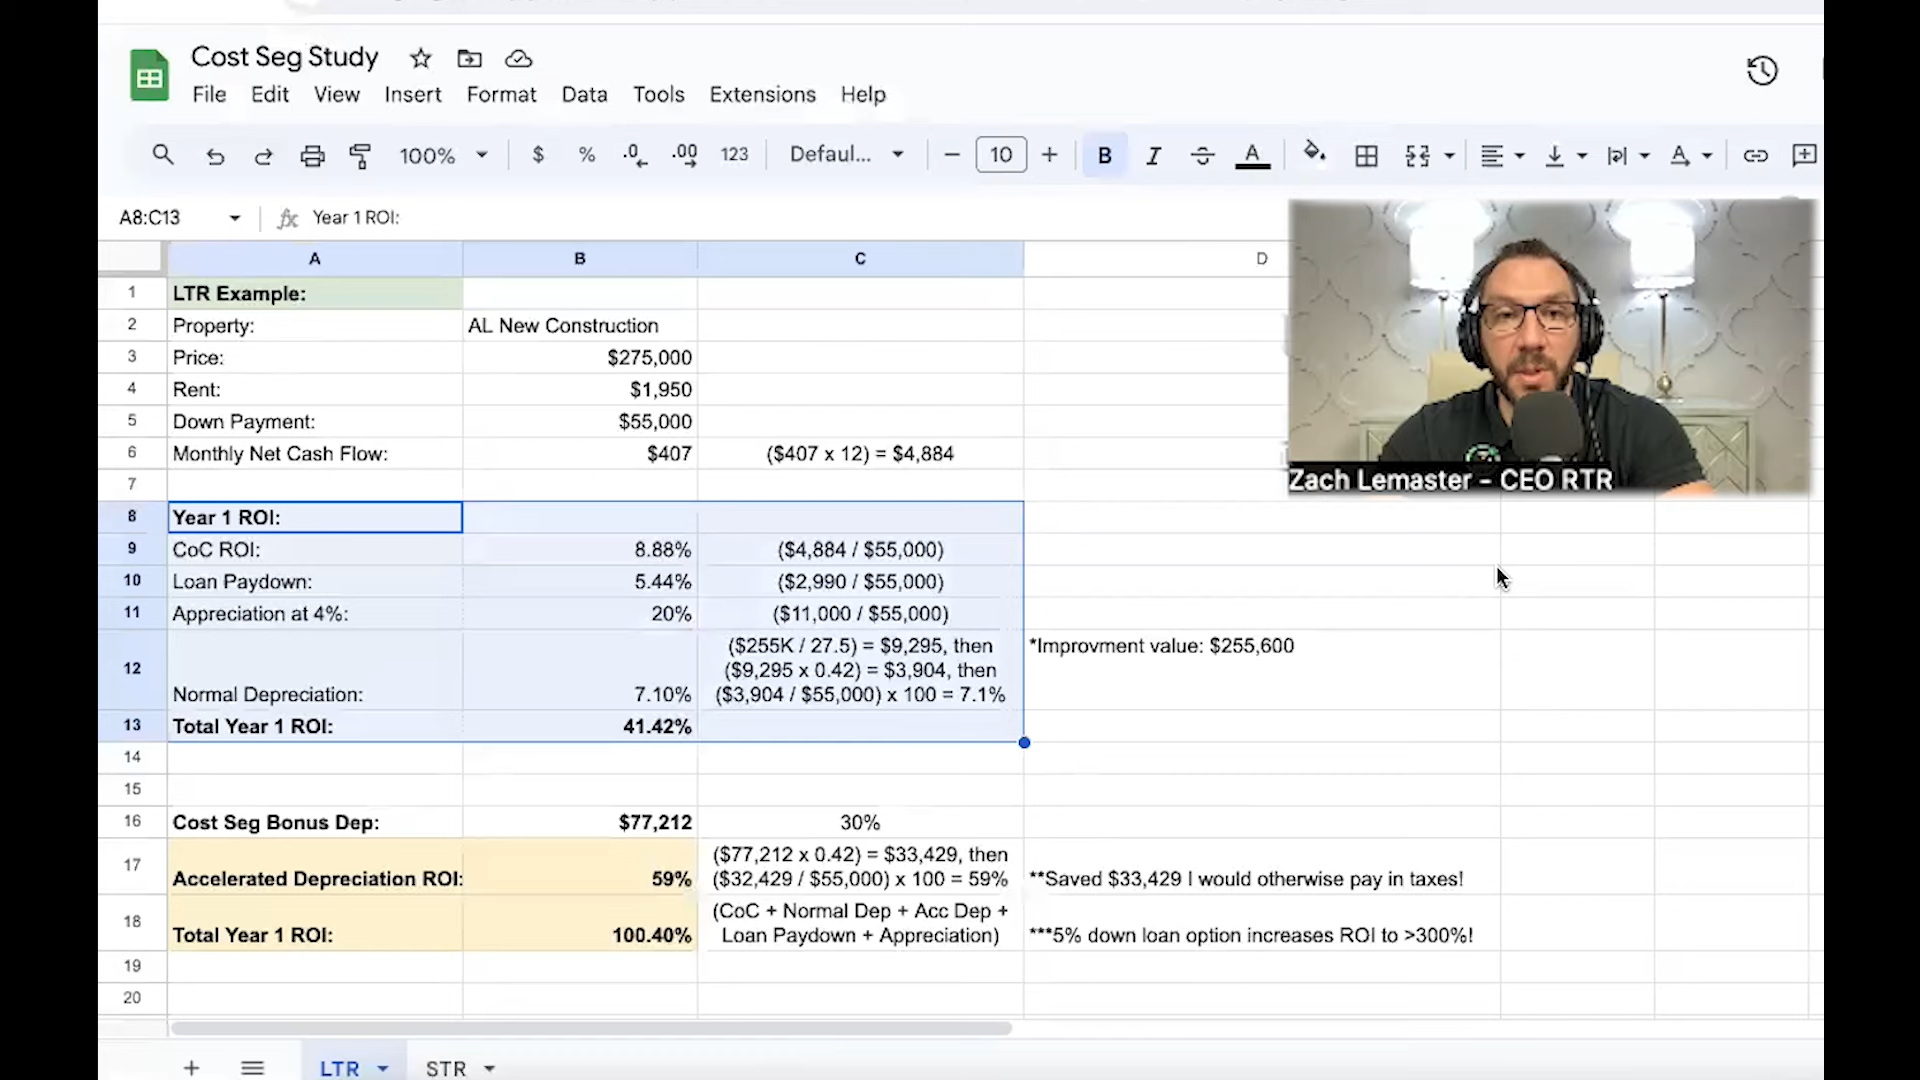 Cost Seg Study
File Edit View Insert Format Data Tools Extensions Help
100% $ % .0 .00 123 Defaul... 10 B I A
A8:C13 fx Year 1 ROI:
A B C D
1 LTR Example:
2 Property: AL New Construction
3 Price: $275,000
4 Rent: $1,950
5 Down Payment: $55,000
6 Monthly Net Cash Flow: $407 ($407 x 12) = $4,884
Zach Lemaster - CEO RTR
7
8 Year 1 ROI:
9 CoC ROI: 8.88% ($4,884 / $55,000)
10 Loan Paydown: 5.44% ($2,990 / $55,000)
11 Appreciation at 4%: 20% ($11,000 / $55,000)
($255K / 27.5) = $9,295, then *Improvment value: $255,600
12 ($9,295 x 0.42) = $3,904, then
Normal Depreciation: 7.10% ($3,904 / $55,000) x 100 = 7.1%
13 Total Year 1 ROI: 41.42%
14
15
16 Cost Seg Bonus Dep: $77,212 30%
17 ($77,212 x 0.42) = $33,429, then
Accelerated Depreciation ROI: 59% ($32,429 / $55,000) x 100 = 59% **Saved $33,429 I would otherwise pay in taxes!
18 (CoC + Normal Dep + Acc Dep +
Total Year 1 ROI: 100.40% Loan Paydown + Appreciation) ***5% down loan option increases ROI to >300%!
19
20
+ LTR STR